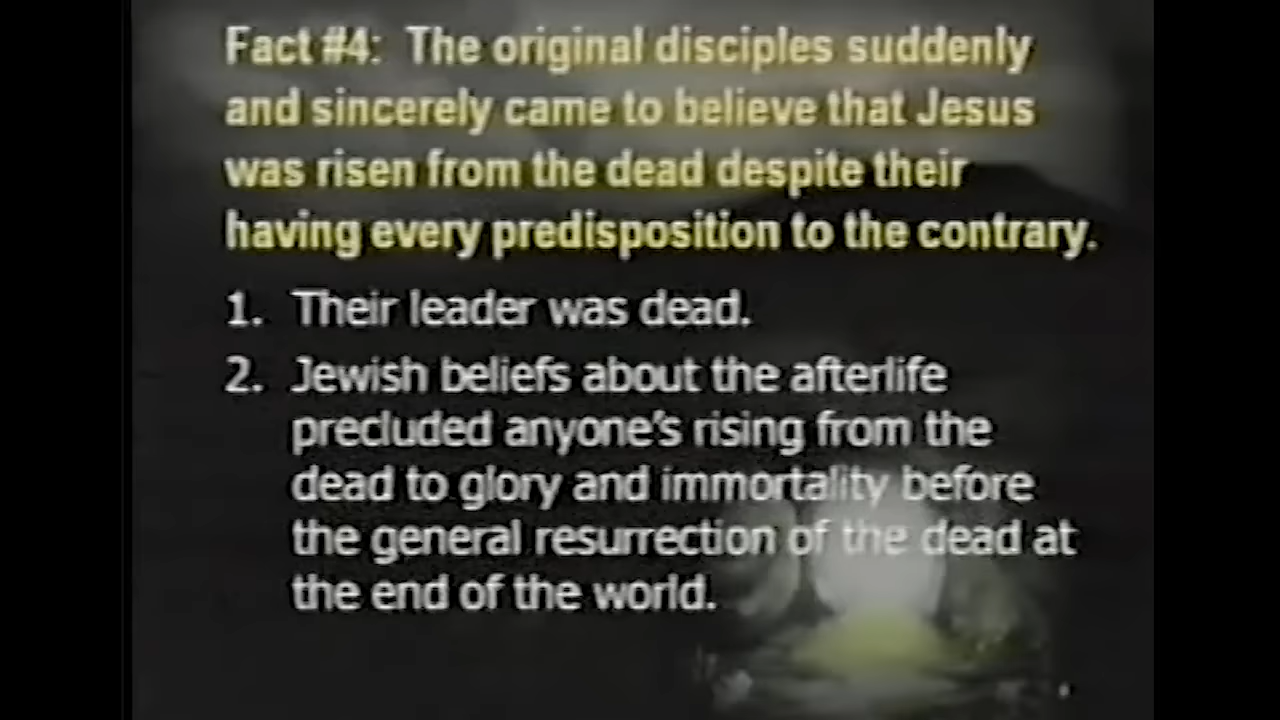 Fact #4: The original disciples suddenly
and sincerely came to believe that Jesus
was risen from the dead despite their
having every predisposition to the contrary.
1. Their leader was dead.
2. Jewish beliefs about the afterlife
precluded anyone's rising from the
dead to glory and immortality before
the general resurrection of the dead at
the end of the world.